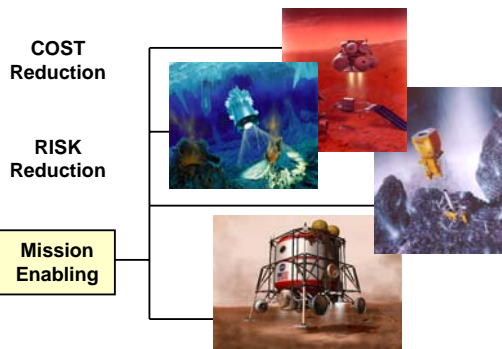 COST
Reduction
RISK
Reduction
Mission
Enabling